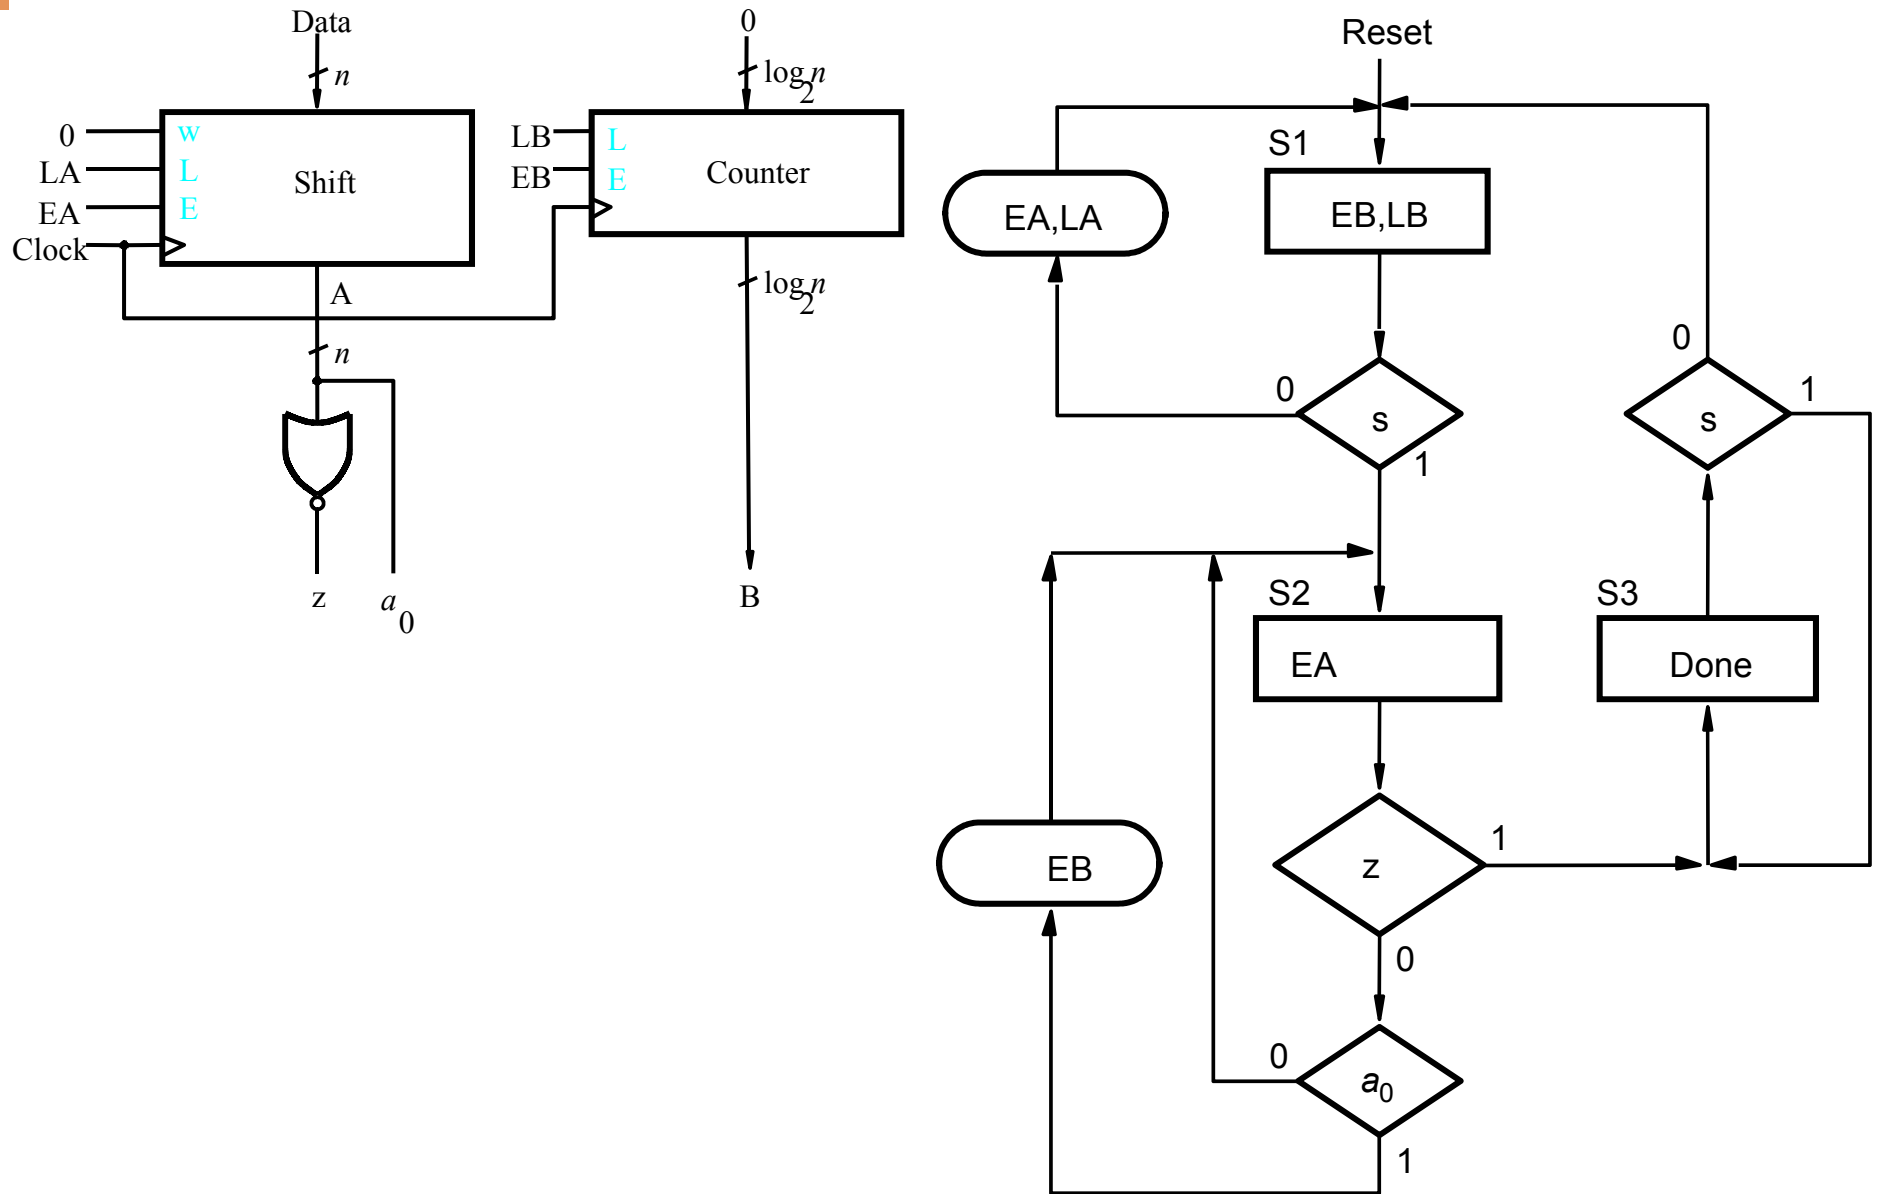 Data
n
0
w
LA
L
EA
E
Clock
Shift
A
n
z
a0
0
log2n
LB
L
EB
E
Counter
log2n
B
Reset
S1
EA,LA
EB,LB
0
s
1
0
s
1
S2
EA
S3
Done
EB
z
1
0
0
a0
1